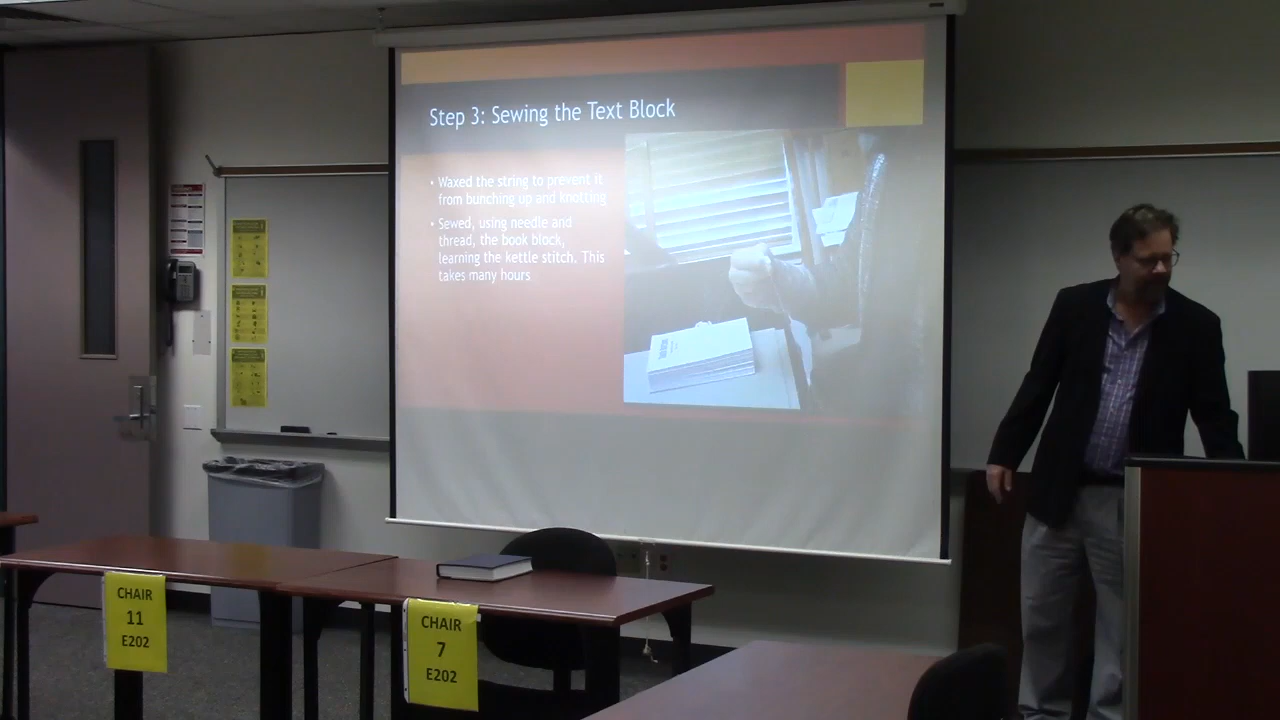 Step 3: Sewing the Text Block
• Waxed the string to prevent it
from bunching up and knotting
• Sewed, using needle and
thread, the book block,
learning the kettle stitch. This
takes many hours
CHAIR
11
E202
CHAIR
7
E202